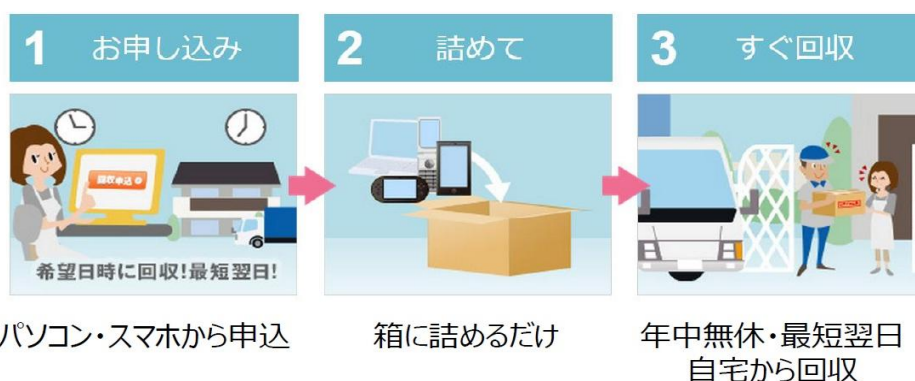 1 お申し込み
2 詰めて
3 すぐ回収
回収申込
希望日時に回収!最短翌日!
パソコン・スマホから申込
箱に詰めるだけ
年中無休・最短翌日
自宅から回収